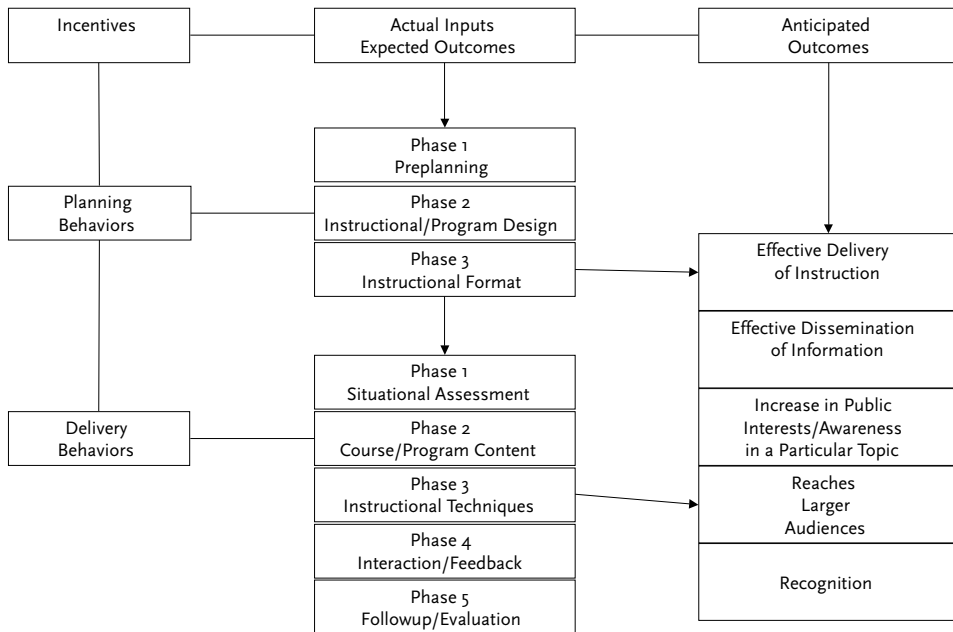 Incentives
Actual Inputs
Expected Outcomes
Anticipated
Outcomes
Phase 1
Preplanning
Planning
Behaviors
Phase 2
Instructional/Program Design
Phase 3
Instructional Format
Effective Delivery
of Instruction
Effective Dissemination
of Information
Phase 1
Situational Assessment
Increase in Public
Interests/Awareness
in a Particular Topic
Delivery
Behaviors
Phase 2
Course/Program Content
Phase 3
Instructional Techniques
Reaches
Larger
Audiences
Phase 4
Interaction/Feedback
Recognition
Phase 5
Followup/Evaluation